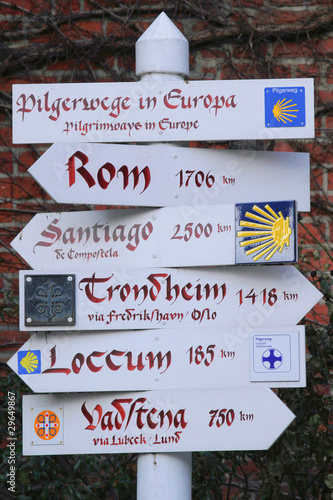 Pilgerwege in Europa
Pilgrimways in Europe
Pilgerweg
Rom 1706 km
Santiago 2500 km
de Compostela
Trondheim 1418 km
via Fredrikshavn/Oslo
Loccum 185 km
Pilgerweg
Vadstena 750 km
via Lübeck-Lund
29649867